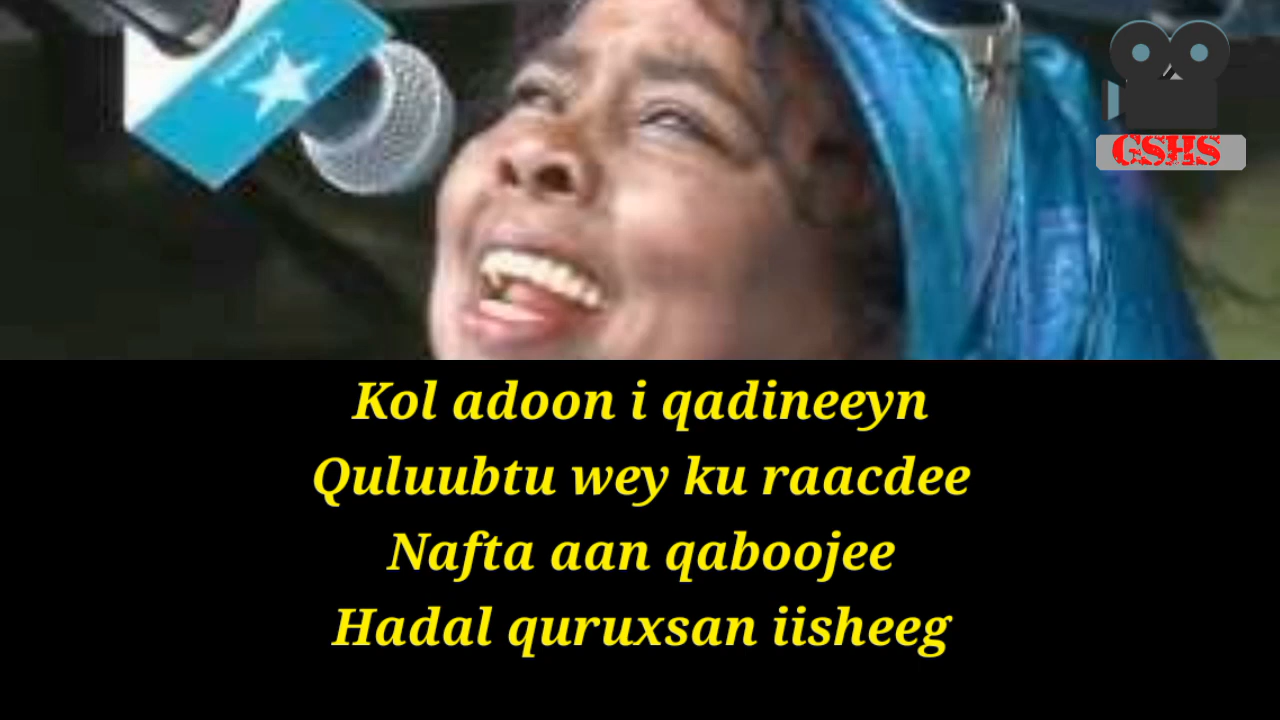 GSHS
Kol adoon i qadineeyn
Quluubtu wey ku raacdee
Nafta aan qaboojee
Hadal quruxsan iisheeg